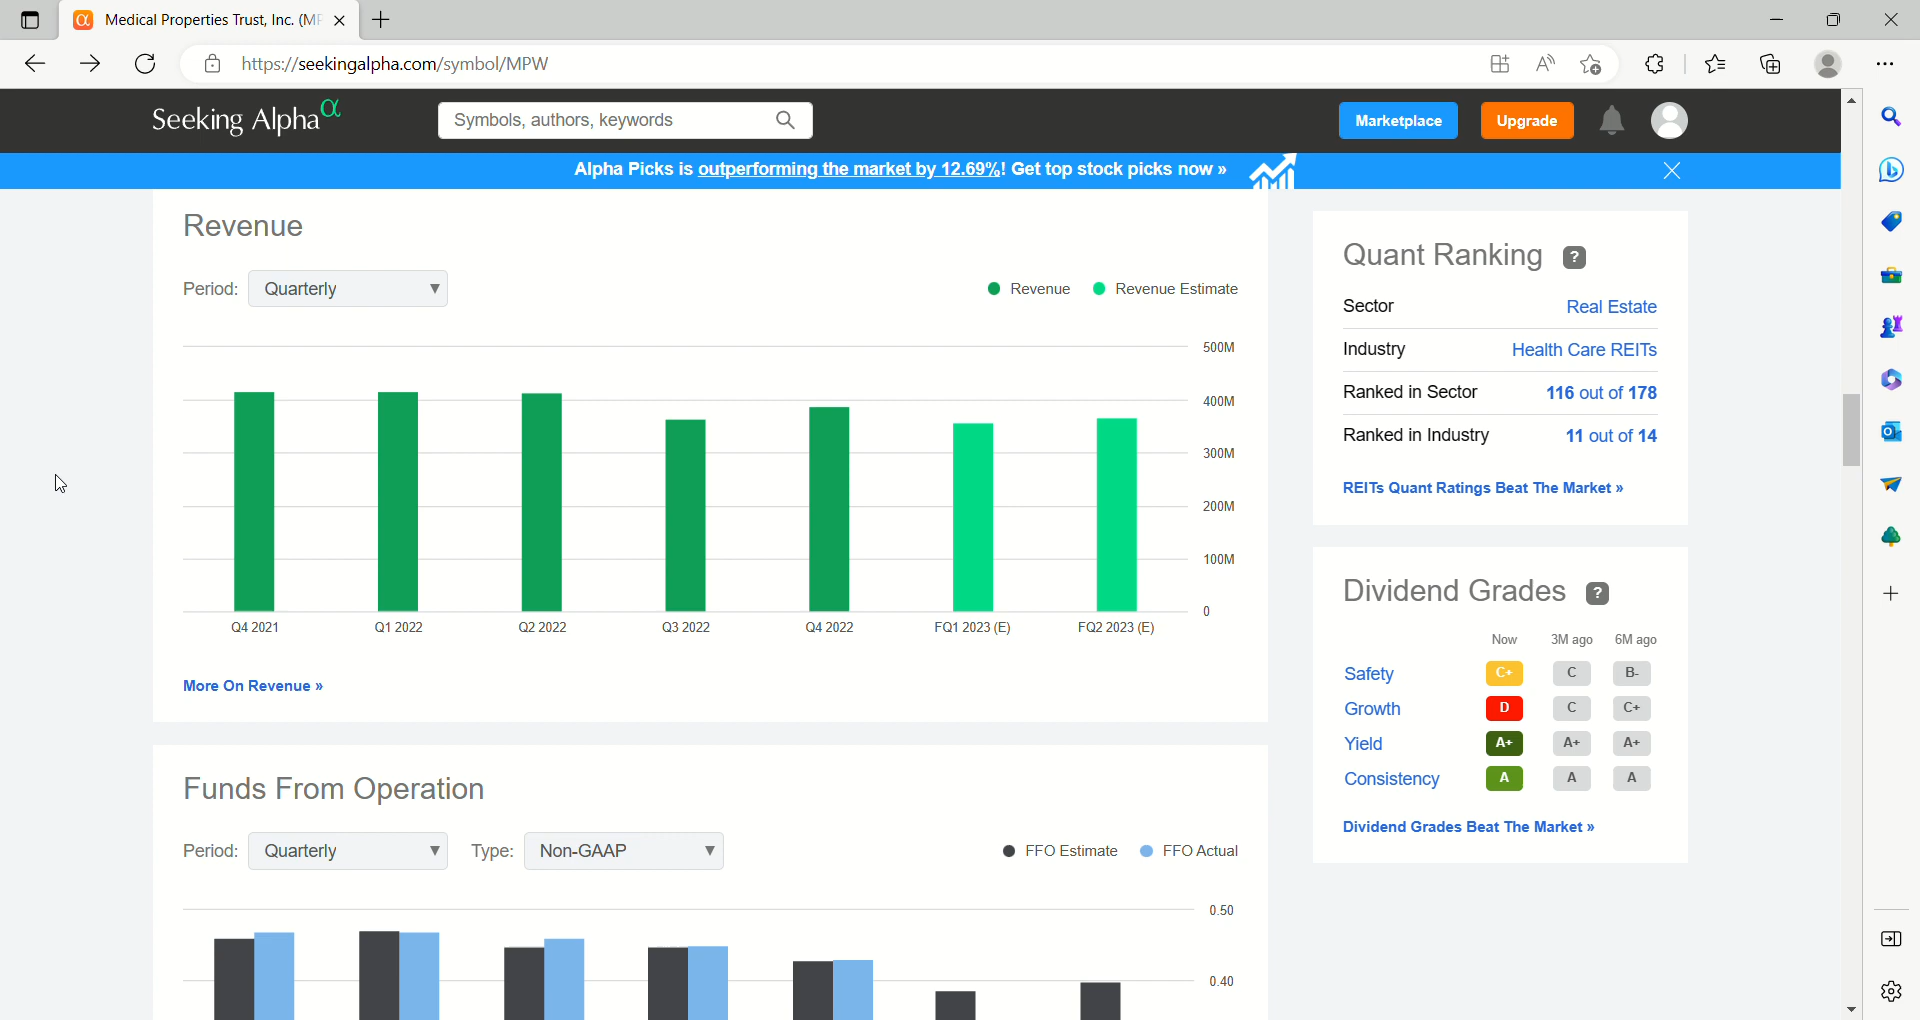 Medical Properties Trust, Inc. (MP
https://seekingalpha.com/symbol/MPW
Seeking Alpha α
Symbols, authors, keywords
Marketplace
Upgrade
Alpha Picks is outperforming the market by 12.69%! Get top stock picks now »
Revenue
Period: Quarterly
Revenue
Revenue Estimate
500M
400M
300M
200M
100M
0
Q4 2021
Q1 2022
Q2 2022
Q3 2022
Q4 2022
FQ1 2023 (E)
FQ2 2023 (E)
More On Revenue »
Funds From Operation
Period: Quarterly
Type: Non-GAAP
FFO Estimate
FFO Actual
0.50
0.40
Quant Ranking ?
Sector Real Estate
Industry Health Care REITs
Ranked in Sector 116 out of 178
Ranked in Industry 11 out of 14
REITs Quant Ratings Beat The Market »
Dividend Grades ?
Now 3M ago 6M ago
Safety C+ C B-
Growth D C C+
Yield A+ A+ A+
Consistency A A A
Dividend Grades Beat The Market »